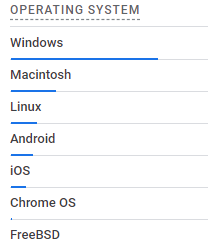 OPERATING SYSTEM
Windows
Macintosh
Linux
Android
iOS
Chrome OS
FreeBSD